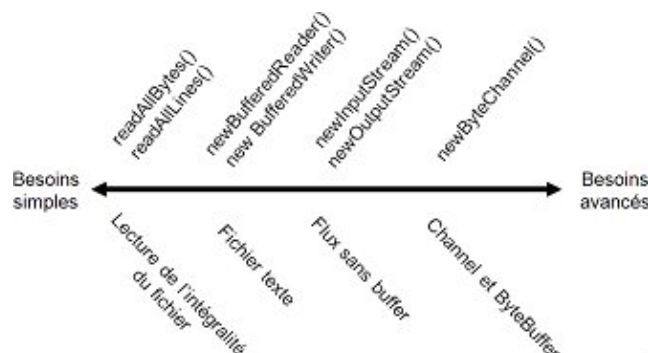 readAllBytes()
readAllLines()
newBufferedReader()
new BufferedWriter()
newInputStream()
newOutputStream()
newByteChannel()
Besoins
simples
Besoins
avancés
Lecture de l'intégralité
du fichier
Fichier texte
Flux sans buffer
Channel et ByteBuffer